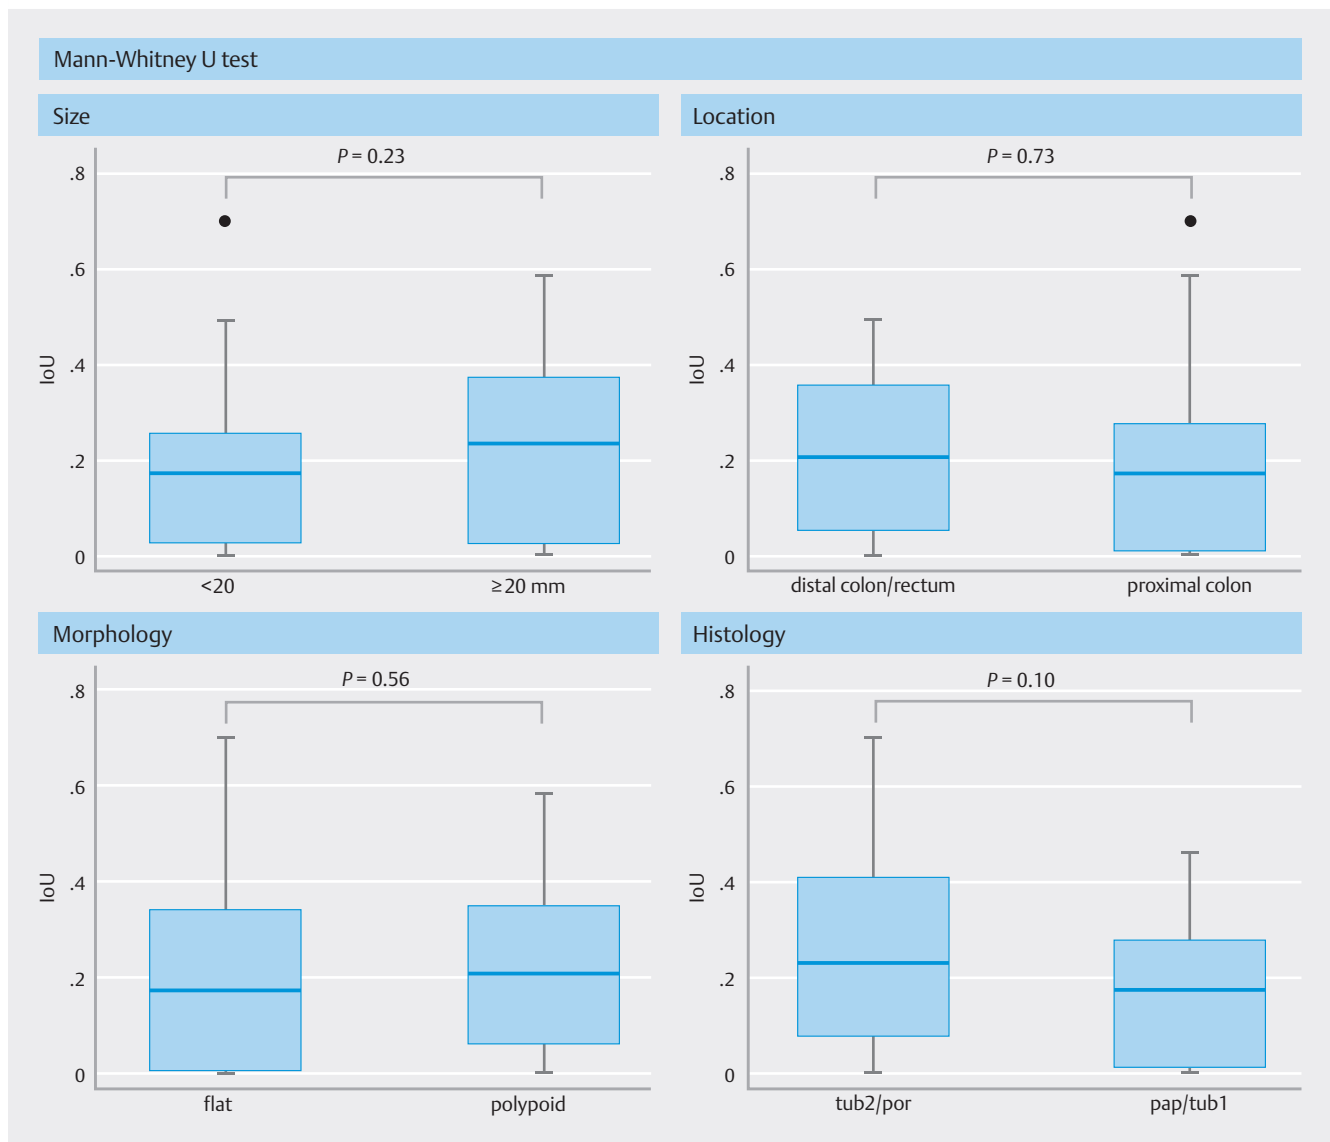 Mann-Whitney U test
Size
P = 0.23
.8
.6
.4
.2
0
IoU
<20
≥20 mm
Location
P = 0.73
.8
.6
.4
.2
0
IoU
distal colon/rectum
proximal colon
Morphology
P = 0.56
.8
.6
.4
.2
0
IoU
flat
polypoid
Histology
P = 0.10
.8
.6
.4
.2
0
IoU
tub2/por
pap/tub1